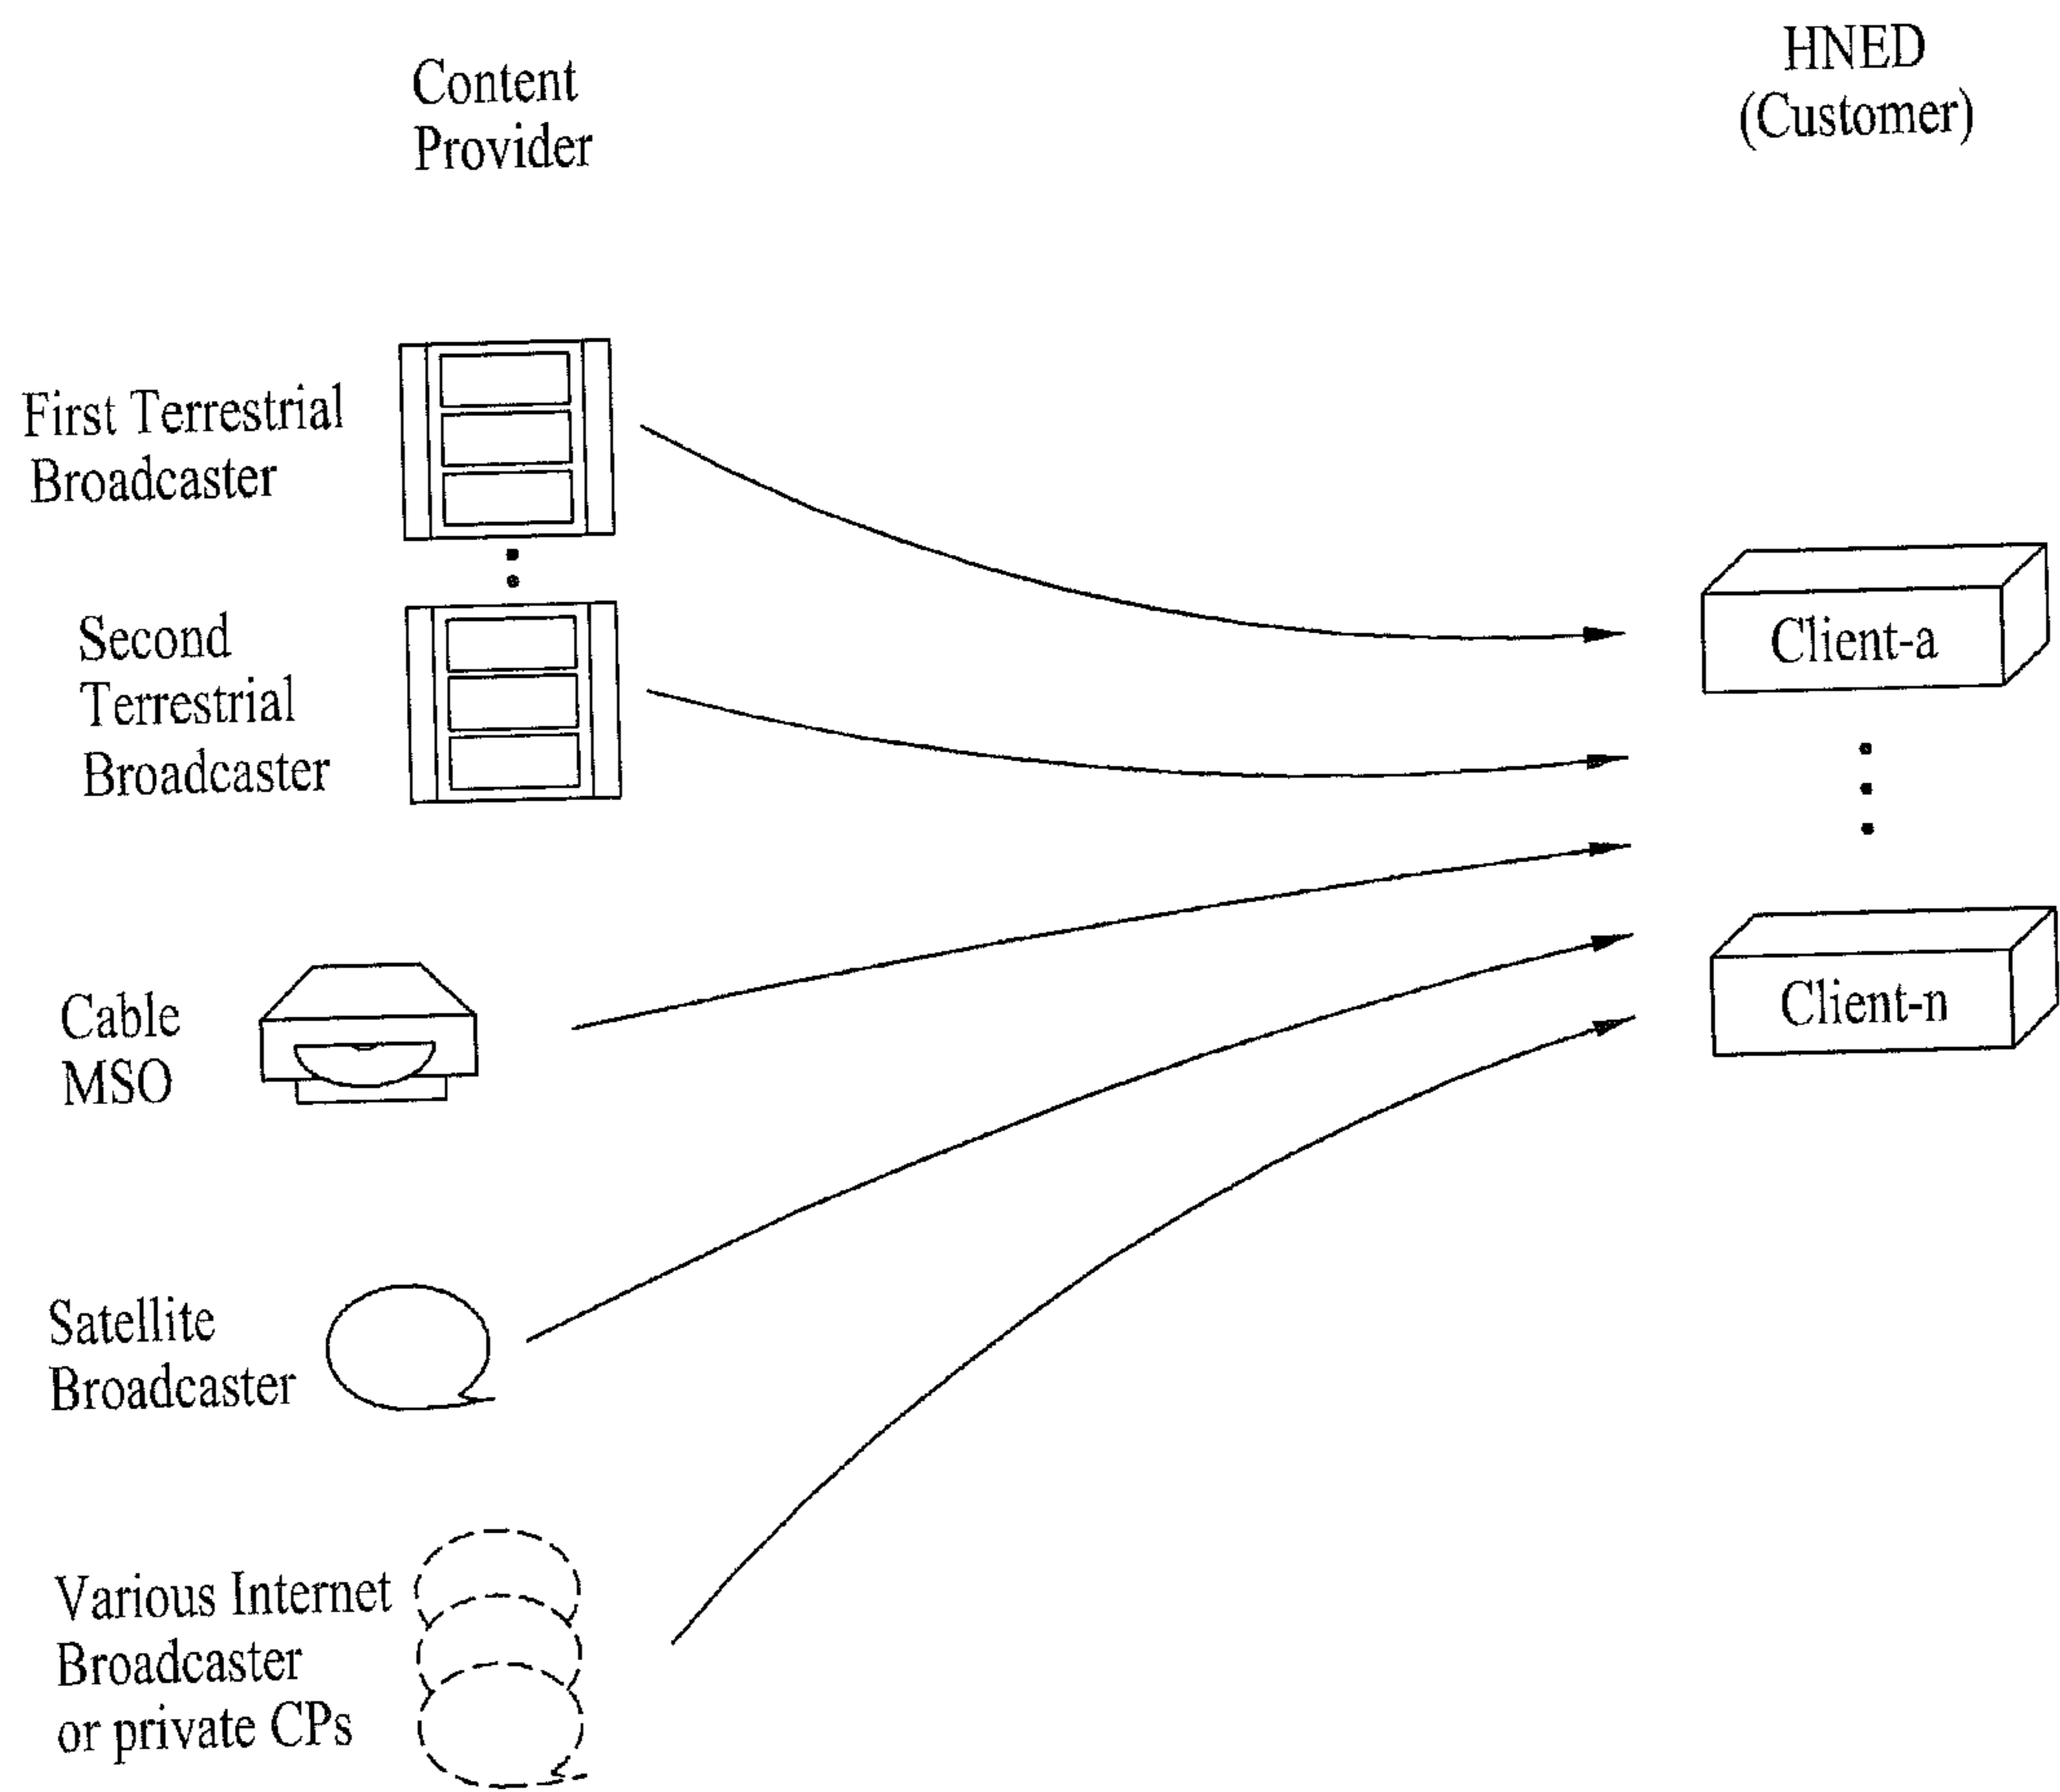 Content
Provider
HNED
(Customer)
First Terrestrial
Broadcaster
Second
Terrestrial
Broadcaster
Client-a
Cable
MSO
Client-n
Satellite
Broadcaster
Various Internet
Broadcaster
or private CPs